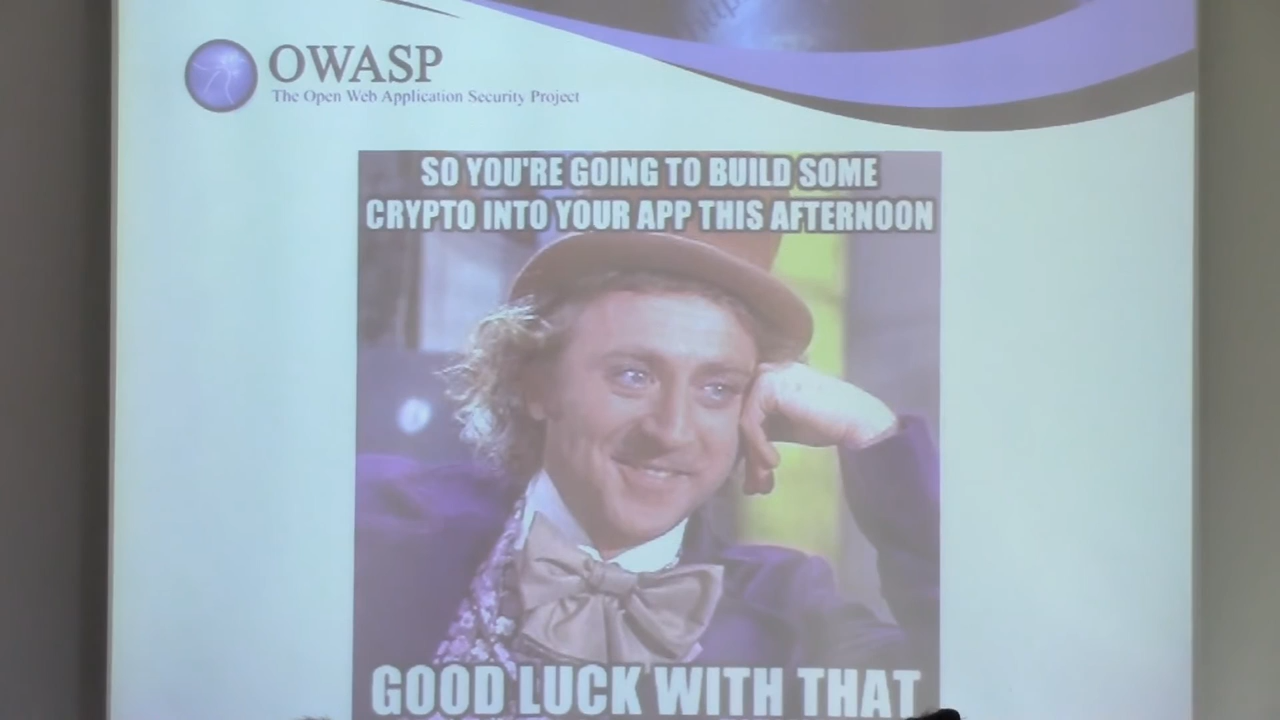 OWASP
The Open Web Application Security Project
SO YOU'RE GOING TO BUILD SOME
CRYPTO INTO YOUR APP THIS AFTERNOON
GOOD LUCK WITH THAT